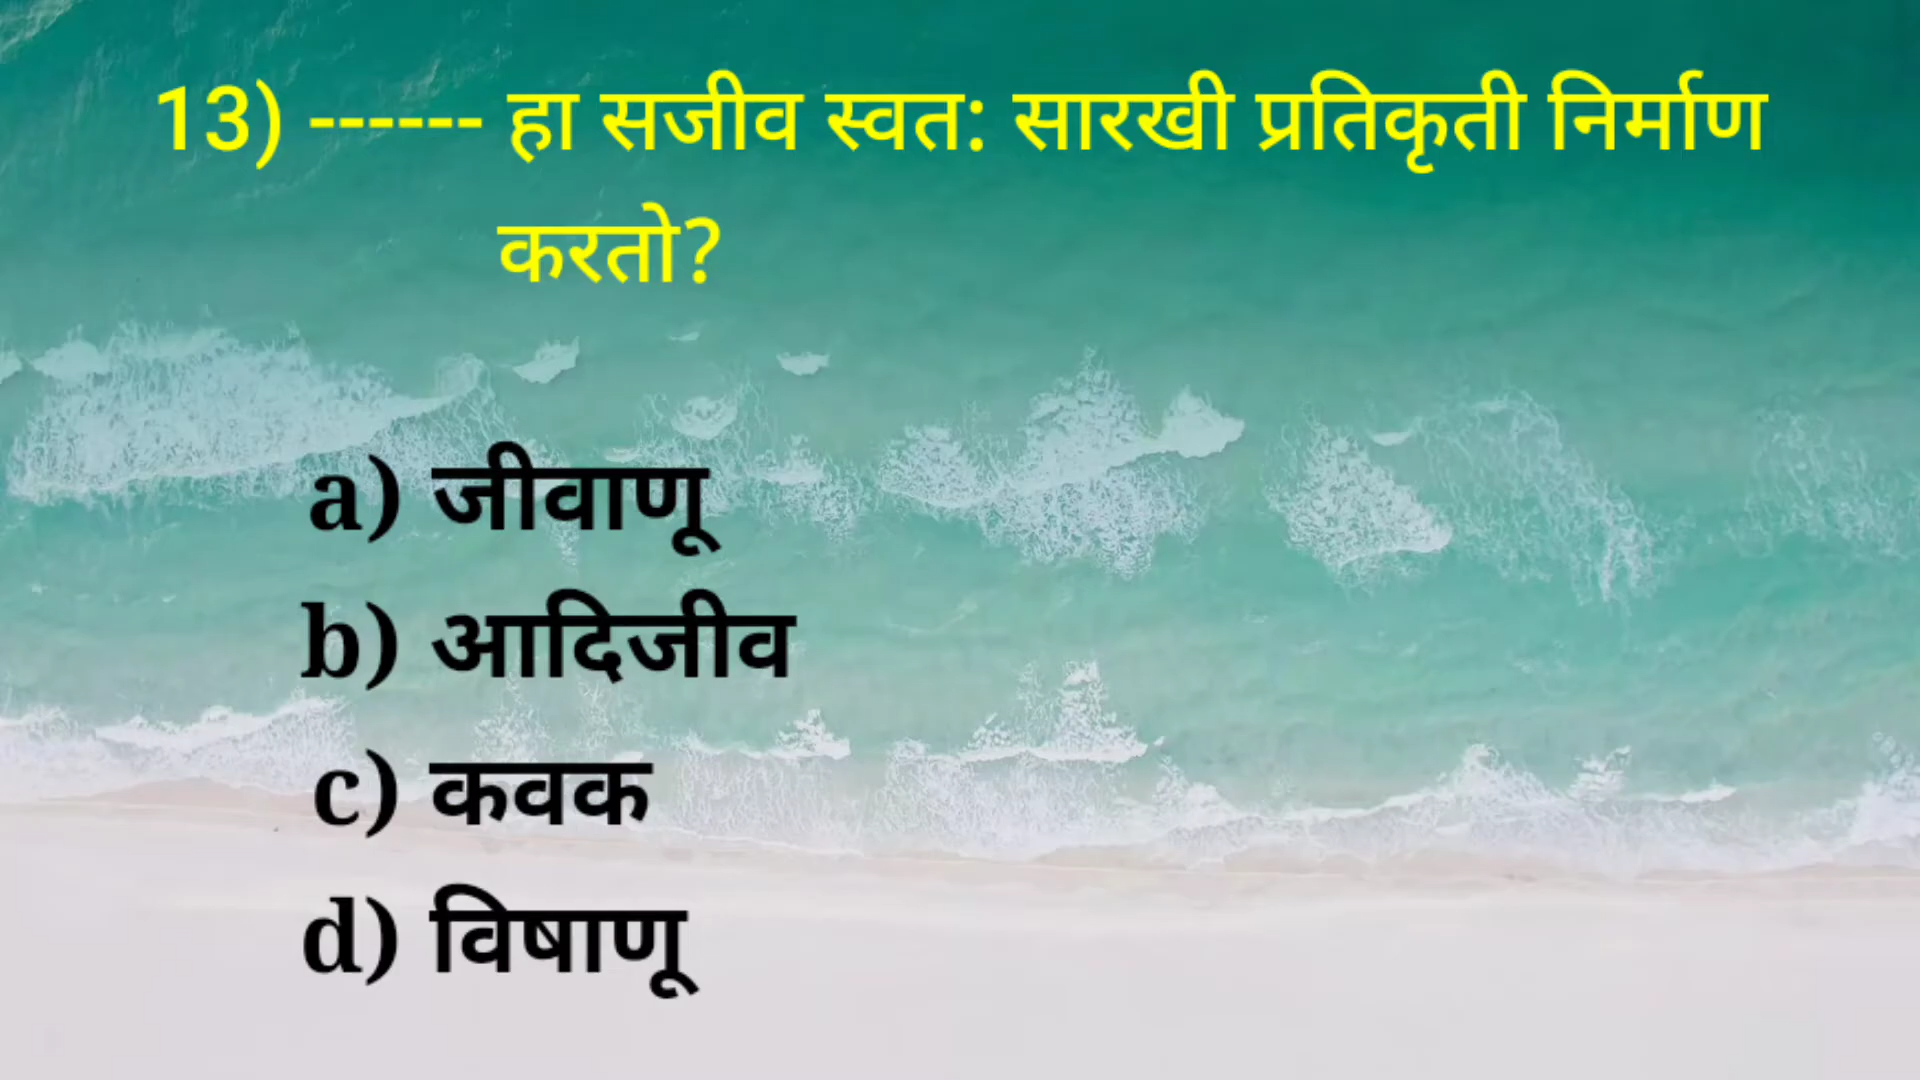 13) ------ हा सजीव स्वत: सारखी प्रतिकृती निर्माण
करतो?
a) जीवाणू
b) आदिजीव
c) कवक
d) विषाणू